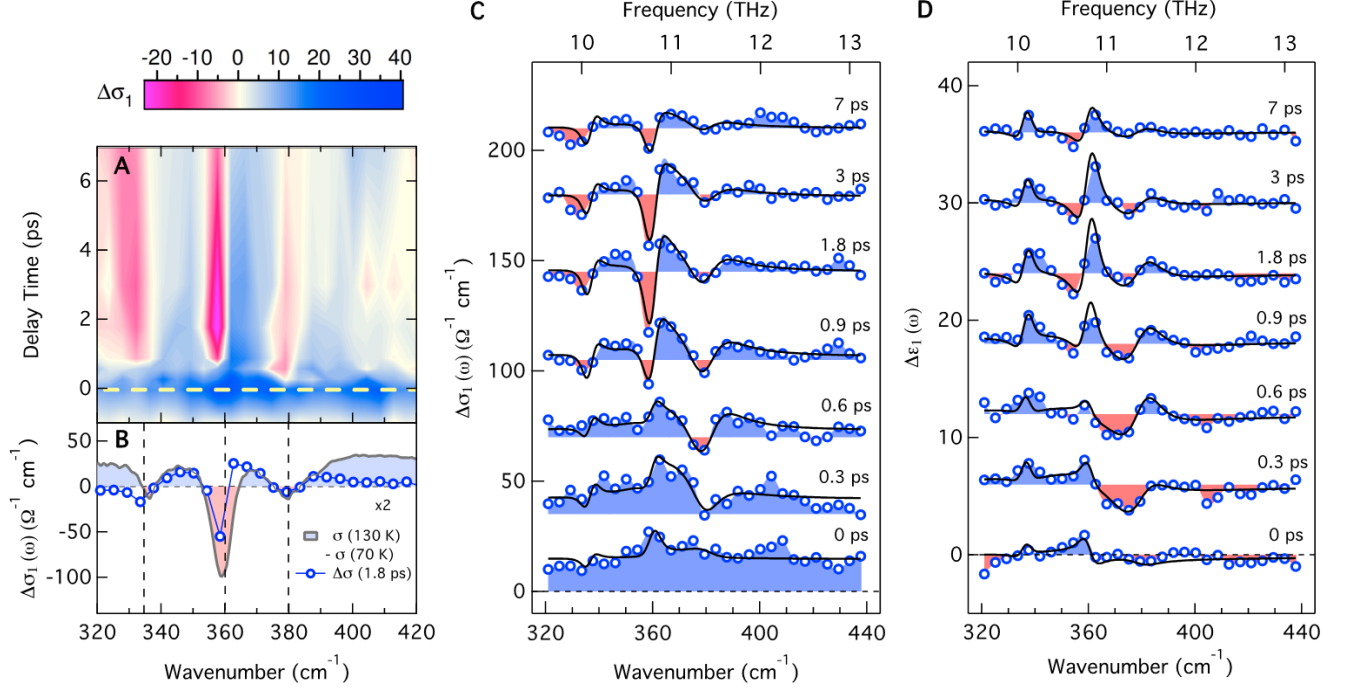 -20 -10 0 10 20 30 40
Δσ₁
A
6
4
2
0
Delay Time (ps)
B
50
0
-50
-100
Δσ₁ (ω) (Ω⁻¹ cm⁻¹)
x2
σ (130 K)
- σ (70 K)
Δσ (1.8 ps)
320 340 360 380 400 420
Wavenumber (cm⁻¹)
C
Frequency (THz)
10 11 12 13
200
150
100
50
0
Δσ₁ (ω) (Ω⁻¹ cm⁻¹)
7 ps
3 ps
1.8 ps
0.9 ps
0.6 ps
0.3 ps
0 ps
320 360 400 440
Wavenumber (cm⁻¹)
D
Frequency (THz)
10 11 12 13
40
30
20
10
0
Δε₁ (ω)
7 ps
3 ps
1.8 ps
0.9 ps
0.6 ps
0.3 ps
0 ps
320 360 400 440
Wavenumber (cm⁻¹)